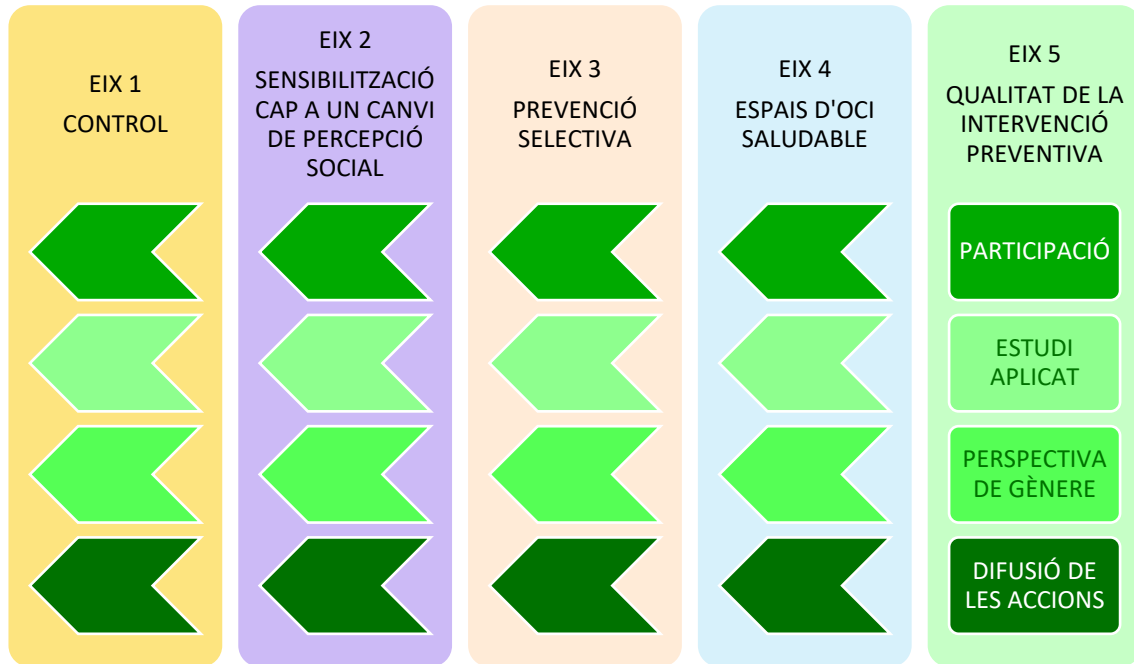 EIX 1
CONTROL
EIX 2
SENSIBILITZACIÓ
CAP A UN CANVI
DE PERCEPCIÓ
SOCIAL
EIX 3
PREVENCIÓ
SELECTIVA
EIX 4
ESPAIS D'OCI
SALUDABLE
EIX 5
QUALITAT DE LA
INTERVENCIÓ
PREVENTIVA
PARTICIPACIÓ
ESTUDI
APLICAT
PERSPECTIVA
DE GÈNERE
DIFUSIÓ DE
LES ACCIONS